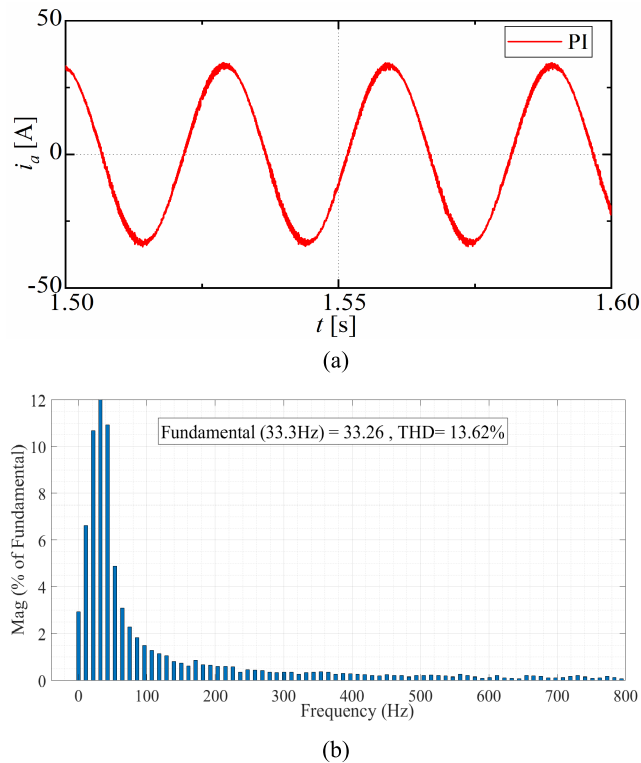 50
PI
i_a [A]
0
-50
1.50
1.55
1.60
t [s]
(a)
12
Fundamental (33.3Hz) = 33.26 , THD= 13.62%
10
8
6
4
2
0
Mag (% of Fundamental)
0 100 200 300 400 500 600 700 800
Frequency (Hz)
(b)